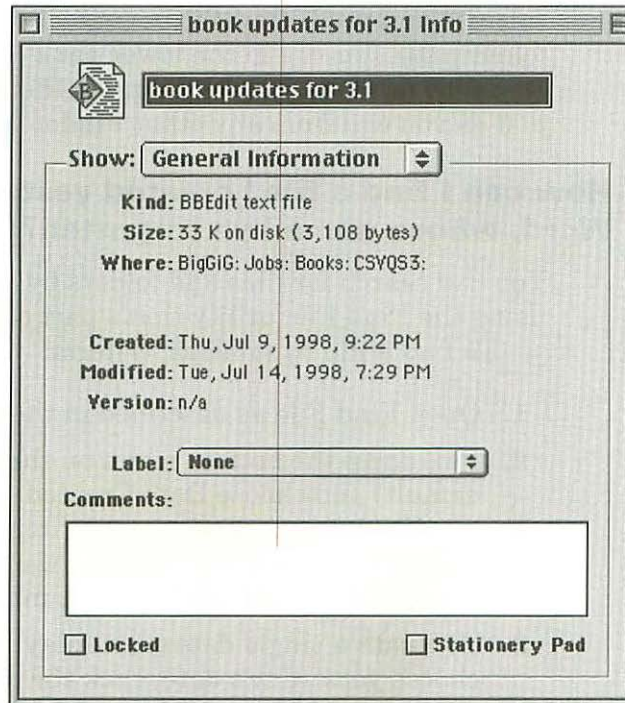 book updates for 3.1 Info
B
book updates for 3.1
Show: General Information
Kind: BBEdit text file
Size: 33 K on disk (3,108 bytes)
Where: BigGiG: Jobs: Books: CSYQS3:
Created: Thu, Jul 9, 1998, 9:22 PM
Modified: Tue, Jul 14, 1998, 7:29 PM
Version: n/a
Label: None
Comments:
Locked
Stationery Pad